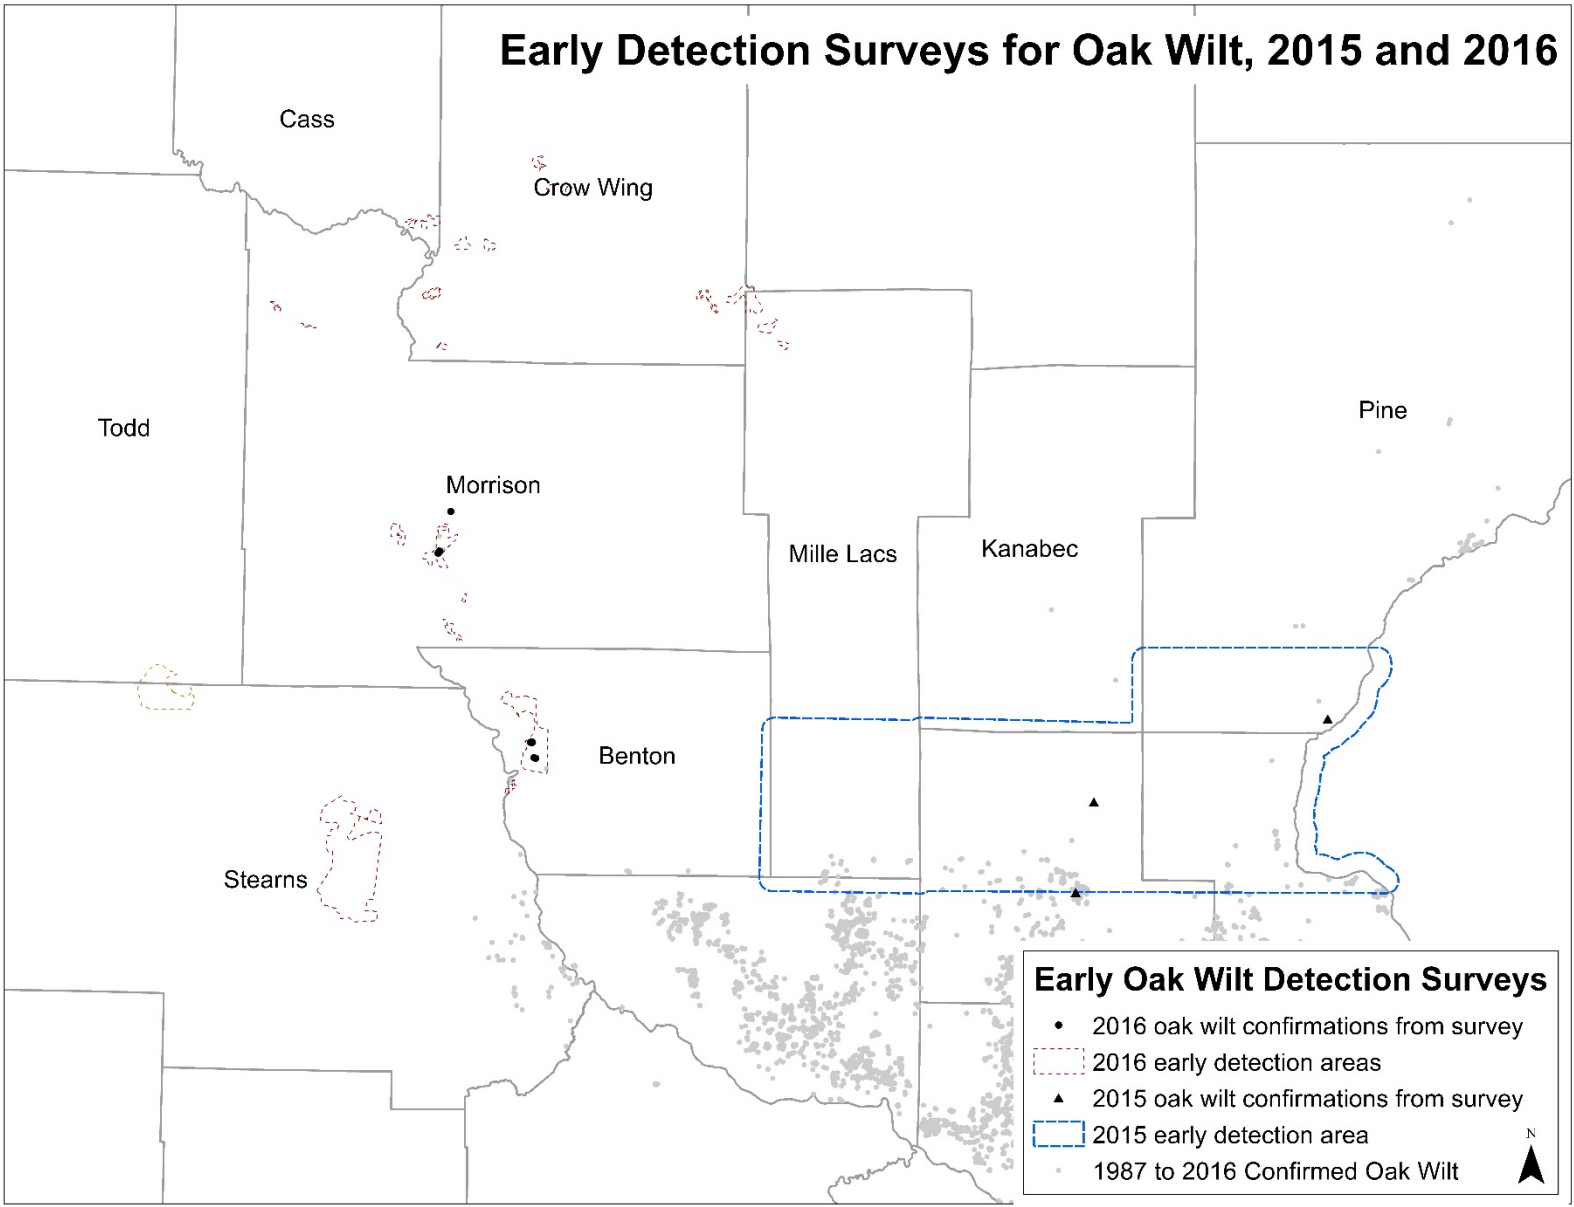 Early Detection Surveys for Oak Wilt, 2015 and 2016
Cass
Crow Wing
Todd
Pine
Morrison
Mille Lacs
Kanabec
Benton
Stearns
Early Oak Wilt Detection Surveys
2016 oak wilt confirmations from survey
2016 early detection areas
2015 oak wilt confirmations from survey
2015 early detection area
1987 to 2016 Confirmed Oak Wilt
N